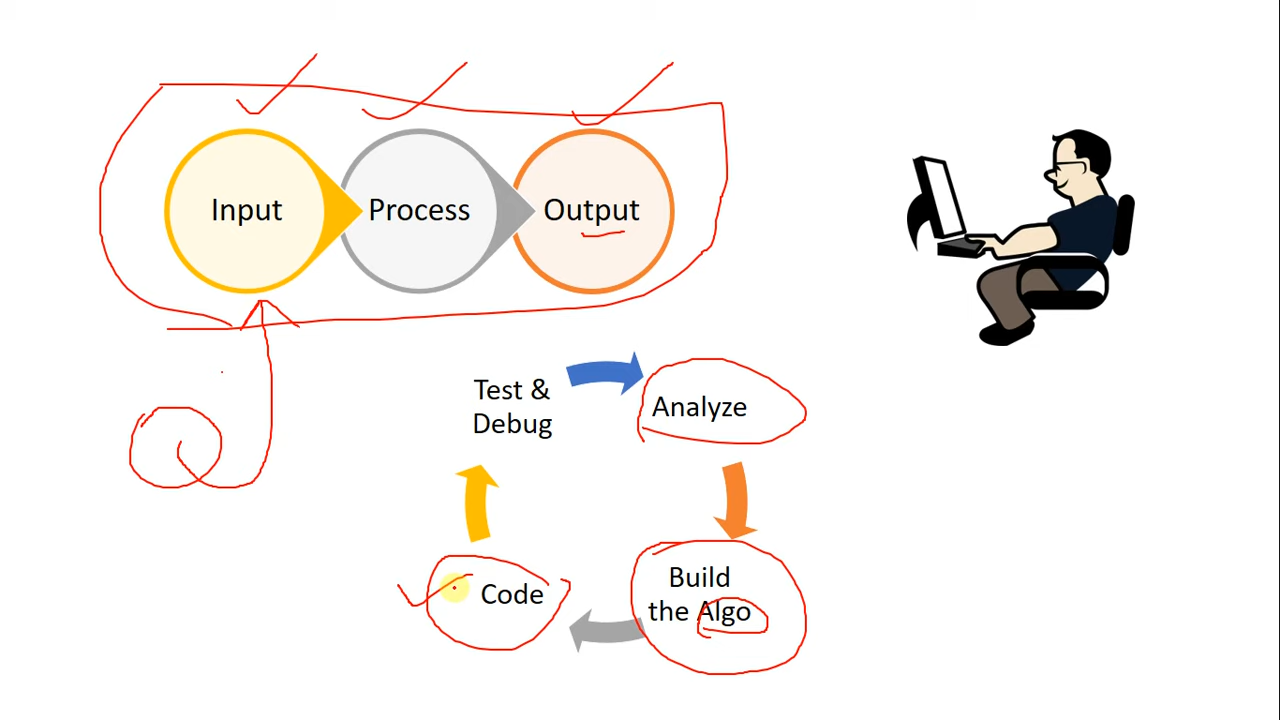 Input
Process
Output
Test &
Debug
Analyze
Build
the Algo
Code